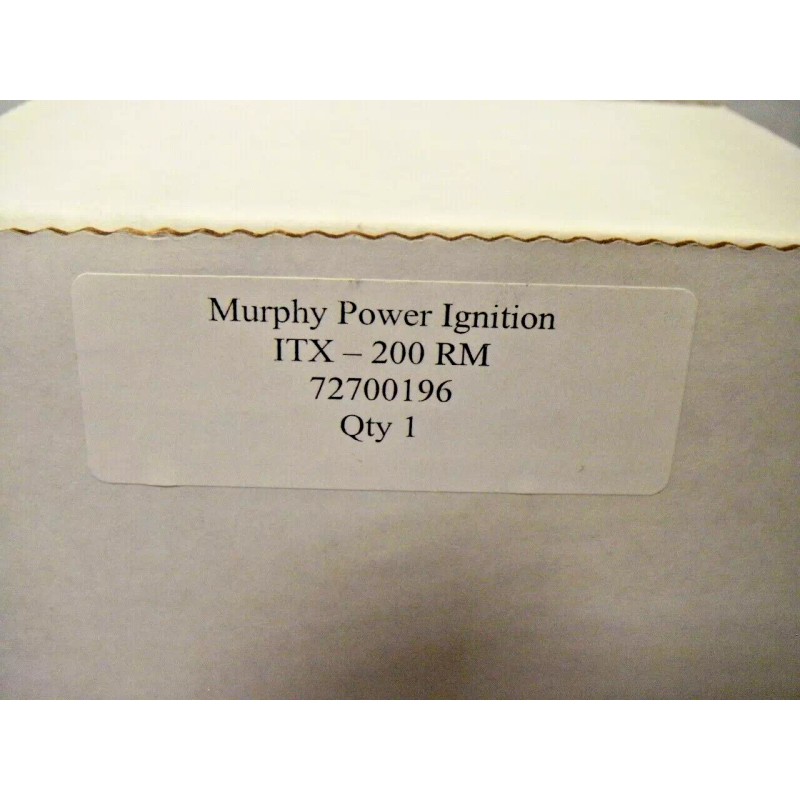 Murphy Power Ignition
ITX – 200 RM
72700196
Qty 1